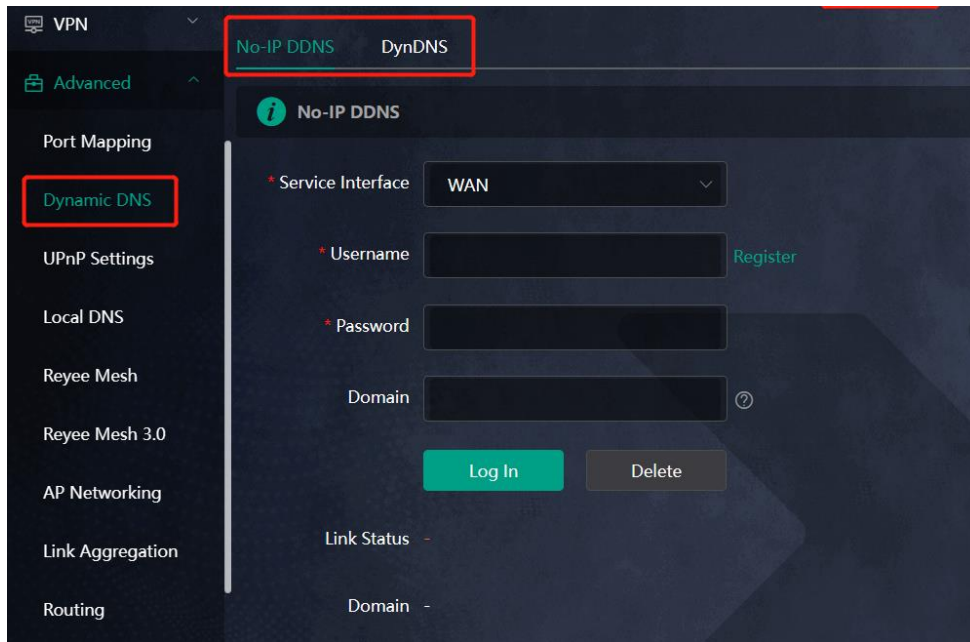 VPN
Advanced
Port Mapping
Dynamic DNS
UPnP Settings
Local DNS
Reyee Mesh
Reyee Mesh 3.0
AP Networking
Link Aggregation
Routing
No-IP DDNS DynDNS
i No-IP DDNS
* Service Interface WAN
* Username Register
* Password
Domain ?
Log In Delete
Link Status -
Domain -